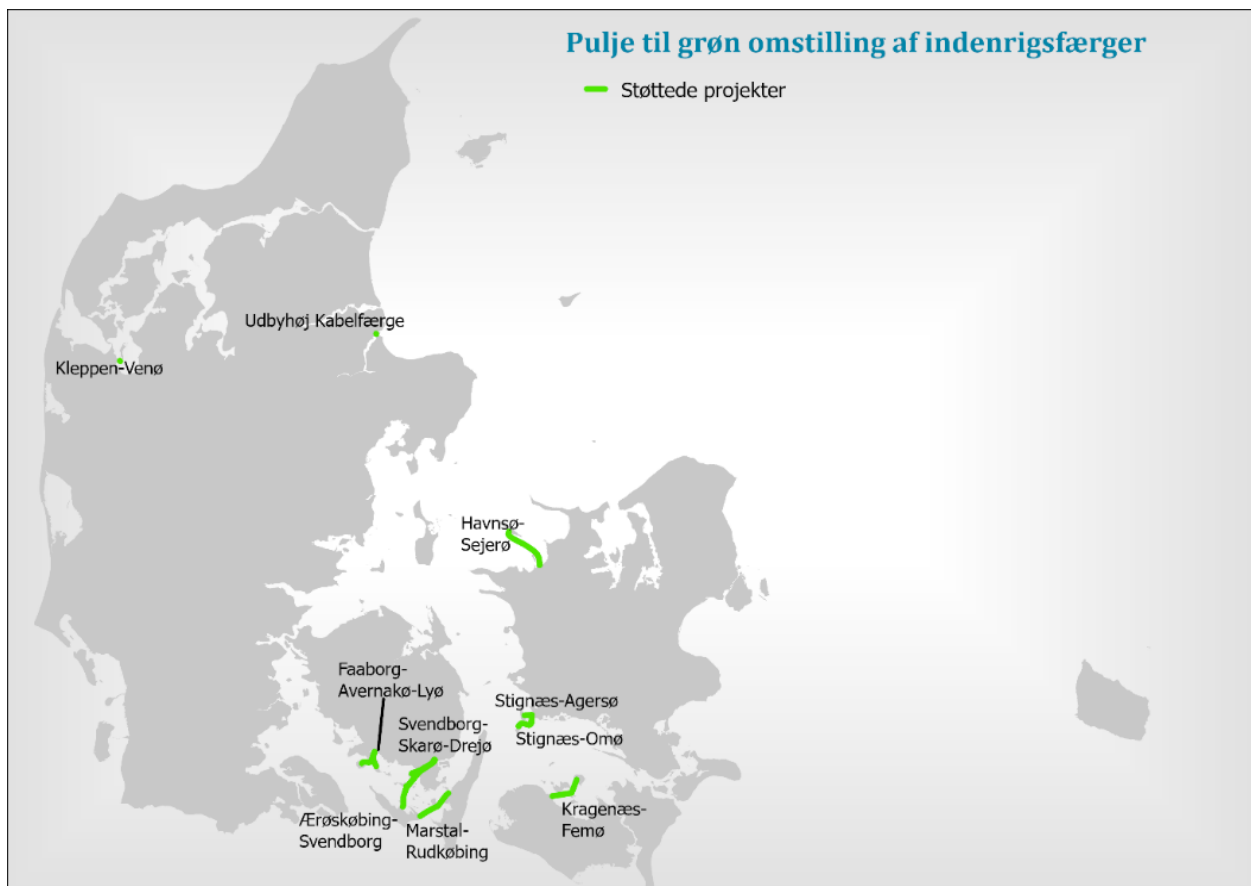 Pulje til grøn omstilling af indenrigsfærger
Støttede projekter
Udbyhøj Kabelfærge
Kleppen-Venø
Havnsø-
Sejerø
Faaborg-
Avernakø-Lyø
Svendborg-
Skarø-Drejø
Stignæs-Agersø
Stignæs-Omø
Ærøskøbing-
Svendborg
Marstal-
Rudkøbing
Kragenæs-
Femø